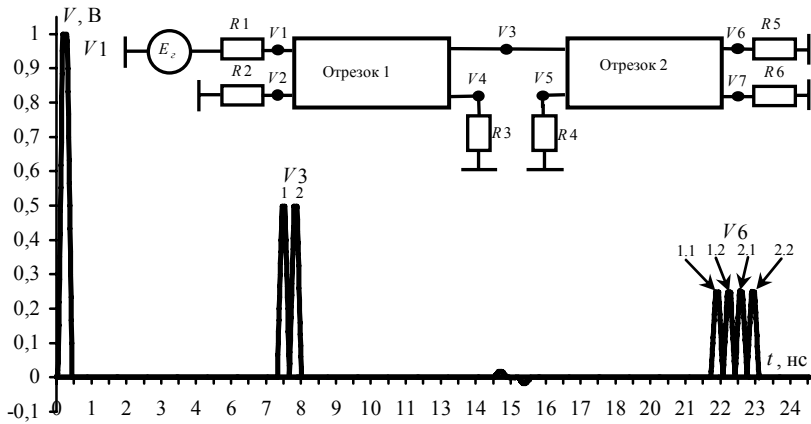 V, В
V1
E г
R1
V1
R2
V2
Отрезок 1
V3
V4
R3
V5
R4
Отрезок 2
V6
R5
V7
R6
1
0,9
0,8
0,7
0,6
0,5
0,4
0,3
0,2
0,1
0
-0,1
V3
1 2
V6
1.1 1.2 2.1 2.2
t, нс
0 1 2 3 4 5 6 7 8 9 10 11 12 13 14 15 16 17 18 19 20 21 22 23 24